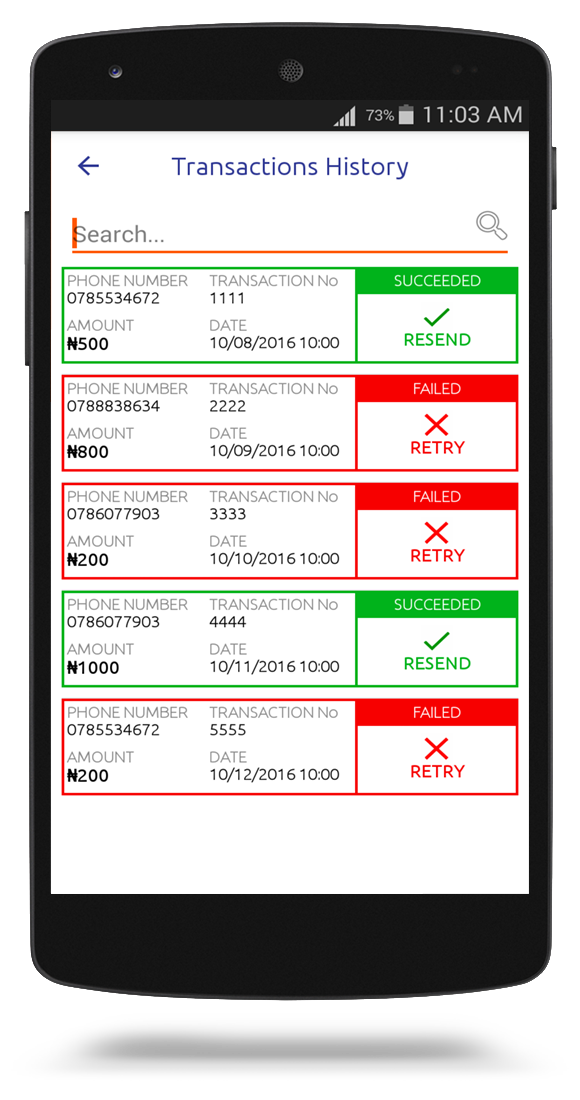 73% 11:03 AM
Transactions History
Search...
PHONE NUMBER TRANSACTION No SUCCEEDED
0785534672 1111
AMOUNT DATE RESEND
₦500 10/08/2016 10:00
PHONE NUMBER TRANSACTION No FAILED
0788838634 2222
AMOUNT DATE RETRY
₦800 10/09/2016 10:00
PHONE NUMBER TRANSACTION No FAILED
0786077903 3333
AMOUNT DATE RETRY
₦200 10/10/2016 10:00
PHONE NUMBER TRANSACTION No SUCCEEDED
0786077903 4444
AMOUNT DATE RESEND
₦1000 10/11/2016 10:00
PHONE NUMBER TRANSACTION No FAILED
0785534672 5555
AMOUNT DATE RETRY
₦200 10/12/2016 10:00